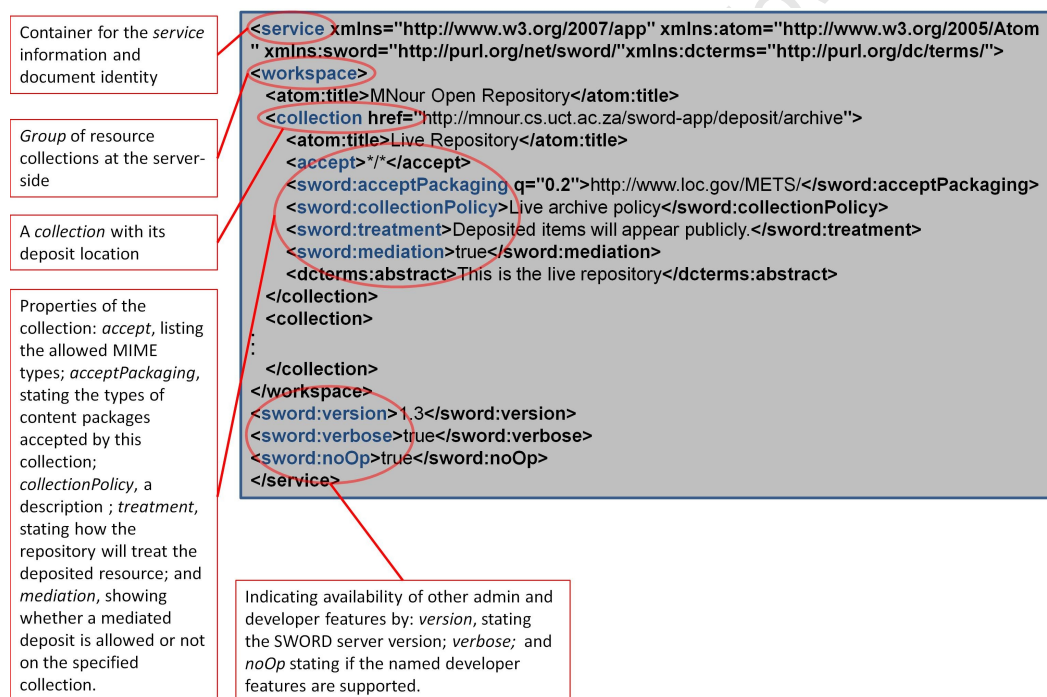 Container for the service
information and
document identity
Group of resource
collections at the server-
side
A collection with its
deposit location
Properties of the
collection: accept, listing
the allowed MIME
types; acceptPackaging,
stating the types of
content packages
accepted by this
collection;
collectionPolicy, a
description ; treatment,
stating how the
repository will treat the
deposited resource; and
mediation, showing
whether a mediated
deposit is allowed or not
on the specified
collection.
<service xmlns="http://www.w3.org/2007/app" xmlns:atom="http://www.w3.org/2005/Atom
" xmlns:sword="http://purl.org/net/sword/"xmlns:dcterms="http://purl.org/dc/terms/">
<workspace>
<atom:title>MNour Open Repository</atom:title>
<collection href="http://mnour.cs.uct.ac.za/sword-app/deposit/archive">
<atom:title>Live Repository</atom:title>
<accept>*/*</accept>
<sword:acceptPackaging q="0.2">http://www.loc.gov/METS/</sword:acceptPackaging>
<sword:collectionPolicy>Live archive policy</sword:collectionPolicy>
<sword:treatment>Deposited items will appear publicly.</sword:treatment>
<sword:mediation>true</sword:mediation>
<dcterms:abstract>This is the live repository</dcterms:abstract>
</collection>
<collection>
⋮
</collection>
</workspace>
<sword:version>1.3</sword:version>
<sword:verbose>true</sword:verbose>
<sword:noOp>true</sword:noOp>
</service>
Indicating availability of other admin and
developer features by: version, stating
the SWORD server version; verbose; and
noOp stating if the named developer
features are supported.